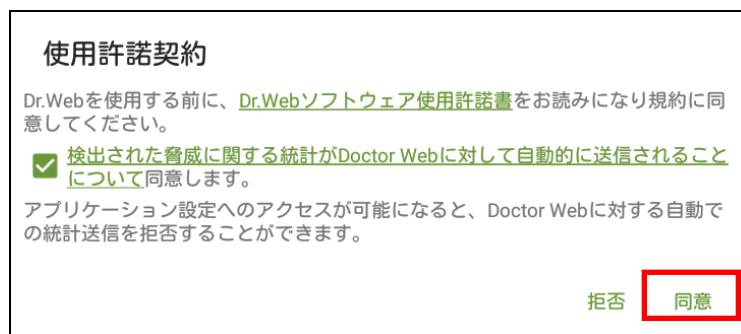 使用許諾契約
Dr.Webを使用する前に、Dr.Webソフトウェア使用許諾書をお読みになり規約に同
意してください。
検出された脅威に関する統計がDoctor Webに対して自動的に送信されること
について同意します。
アプリケーション設定へのアクセスが可能になると、Doctor Webに対する自動で
の統計送信を拒否することができます。
拒否 同意